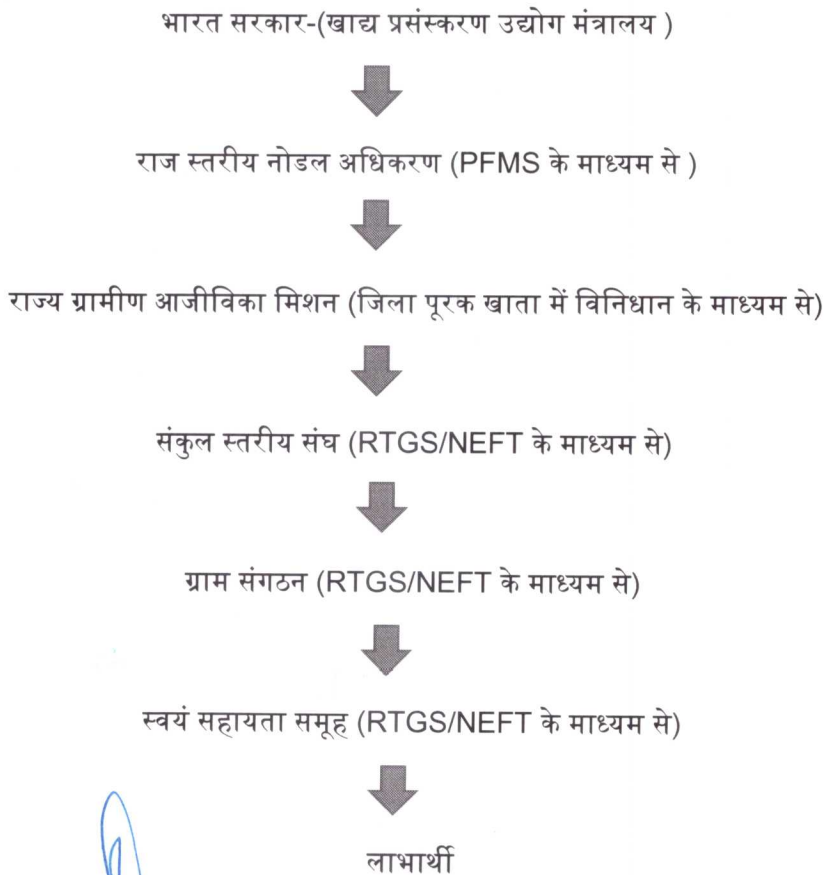 भारत सरकार-(खाद्य प्रसंस्करण उद्योग मंत्रालय )
राज स्तरीय नोडल अधिकरण (PFMS के माध्यम से )
राज्य ग्रामीण आजीविका मिशन (जिला पूरक खाता में विनिधान के माध्यम से)
संकुल स्तरीय संघ (RTGS/NEFT के माध्यम से)
ग्राम संगठन (RTGS/NEFT के माध्यम से)
स्वयं सहायता समूह (RTGS/NEFT के माध्यम से)
लाभार्थी